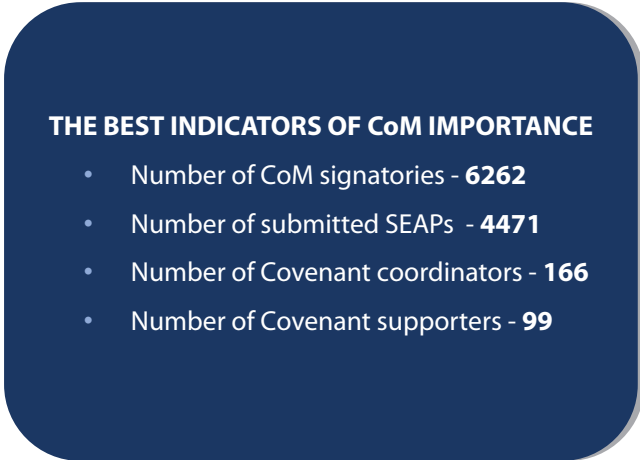 THE BEST INDICATORS OF CoM IMPORTANCE
• Number of CoM signatories - 6262
• Number of submitted SEAPs - 4471
• Number of Covenant coordinators - 166
• Number of Covenant supporters - 99